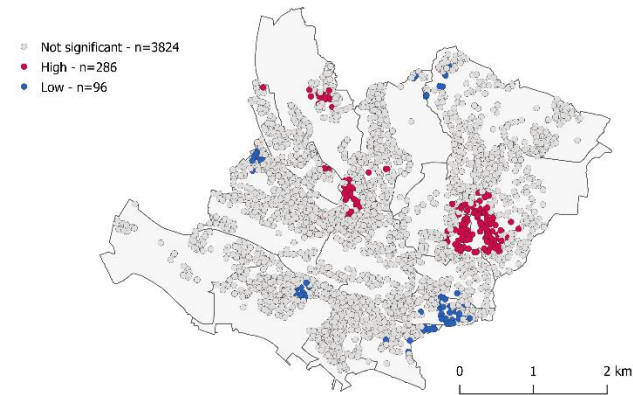 Not significant - n=3824
High - n=286
Low - n=96
0 1 2 km